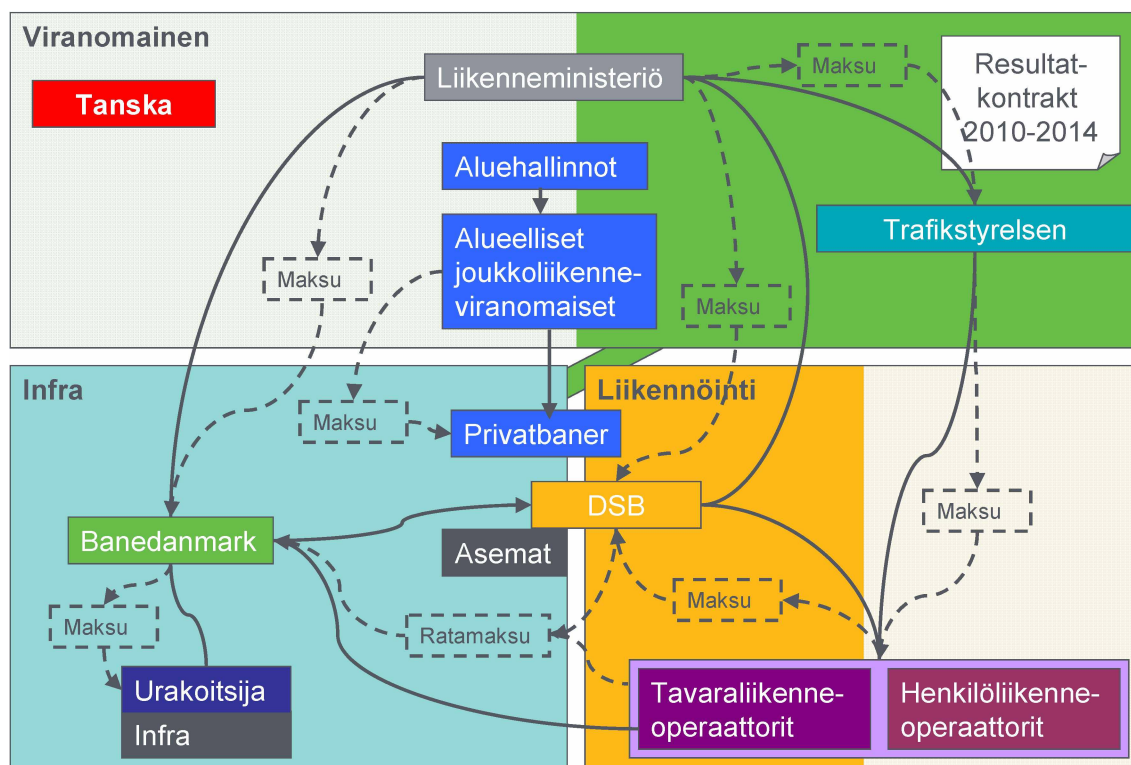 Viranomainen
Tanska
Liikenneministeriö
Maksu
Resultat-
kontrakt
2010-2014
Aluehallinnot
Alueelliset
joukkoliikenne-
viranomaiset
Trafikstyrelsen
Maksu
Maksu
Infra
Liikennöinti
Maksu
Privatbaner
DSB
Maksu
Banedanmark
Asemat
Maksu
Maksu
Ratamaksu
Urakoitsija
Infra
Tavaraliikenne-
operaattorit
Henkilöliikenne-
operaattorit